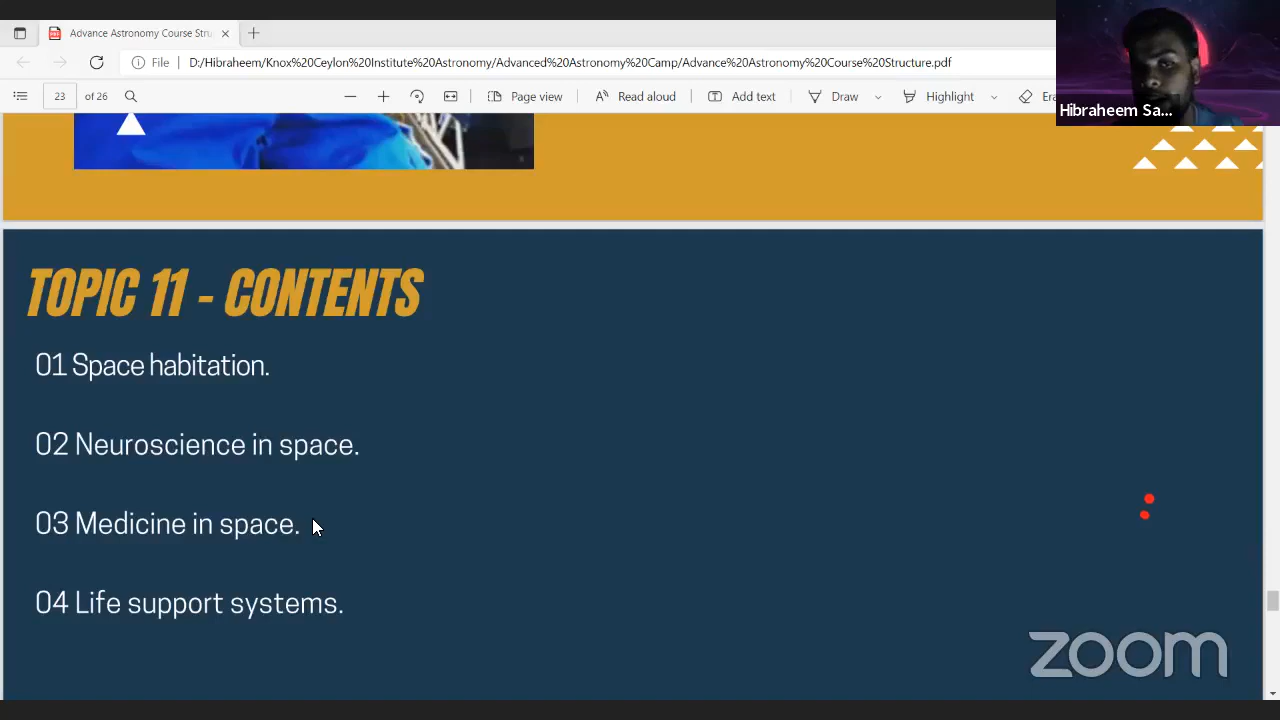 Advance Astronomy Course Stru
File
D:/Hibraheem/Knox%20Ceylon%20Institute%20Astronomy/Advanced%20Astronomy%20Camp/Advance%20Astronomy%20Course%20Structure.pdf
Hibraheem Sa...
23 of 26
Page view
Read aloud
Add text
Draw
Highlight
Era
TOPIC 11 - CONTENTS
01 Space habitation.
02 Neuroscience in space.
03 Medicine in space.
04 Life support systems.
zoom